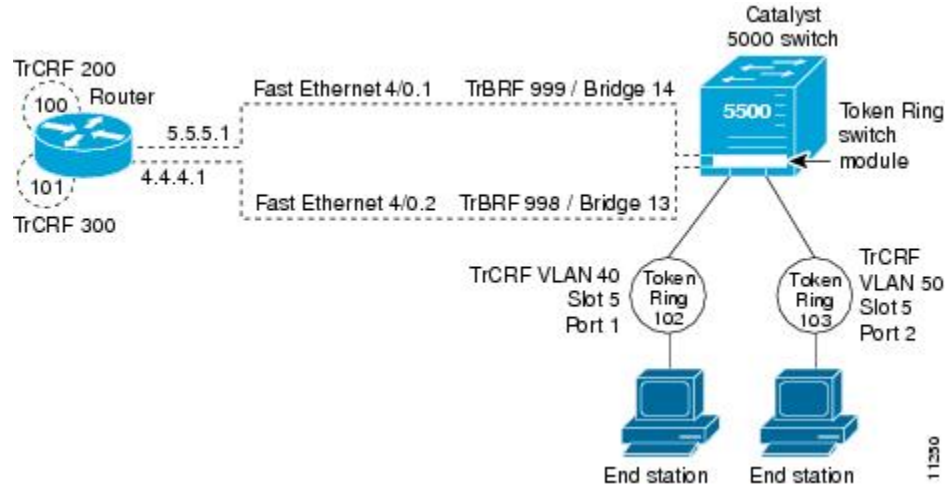 Catalyst
5000 switch
TrCRF 200
100
Router
Fast Ethernet 4/0.1
TrBRF 999 / Bridge 14
5500
Token Ring
switch
module
5.5.5.1
101
4.4.4.1
TrCRF 300
Fast Ethernet 4/0.2
TrBRF 998 / Bridge 13
TrCRF VLAN 40
Slot 5
Port 1
Token
Ring
102
Token
Ring
103
TrCRF
VLAN 50
Slot 5
Port 2
End station
End station
11250